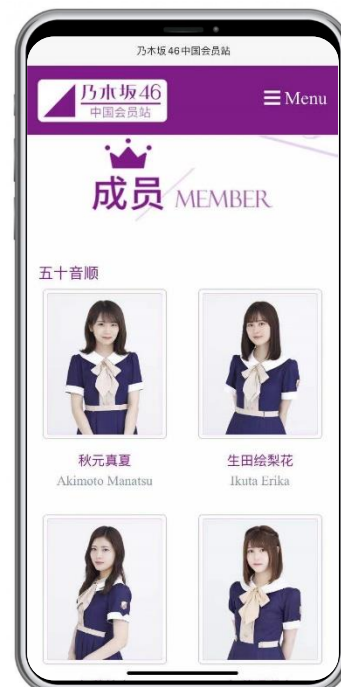 乃木坂46中国会员站
乃木坂46
中国会员站
Menu
成员 MEMBER
五十音顺
秋元真夏
Akimoto Manatsu
生田绘梨花
Ikuta Erika